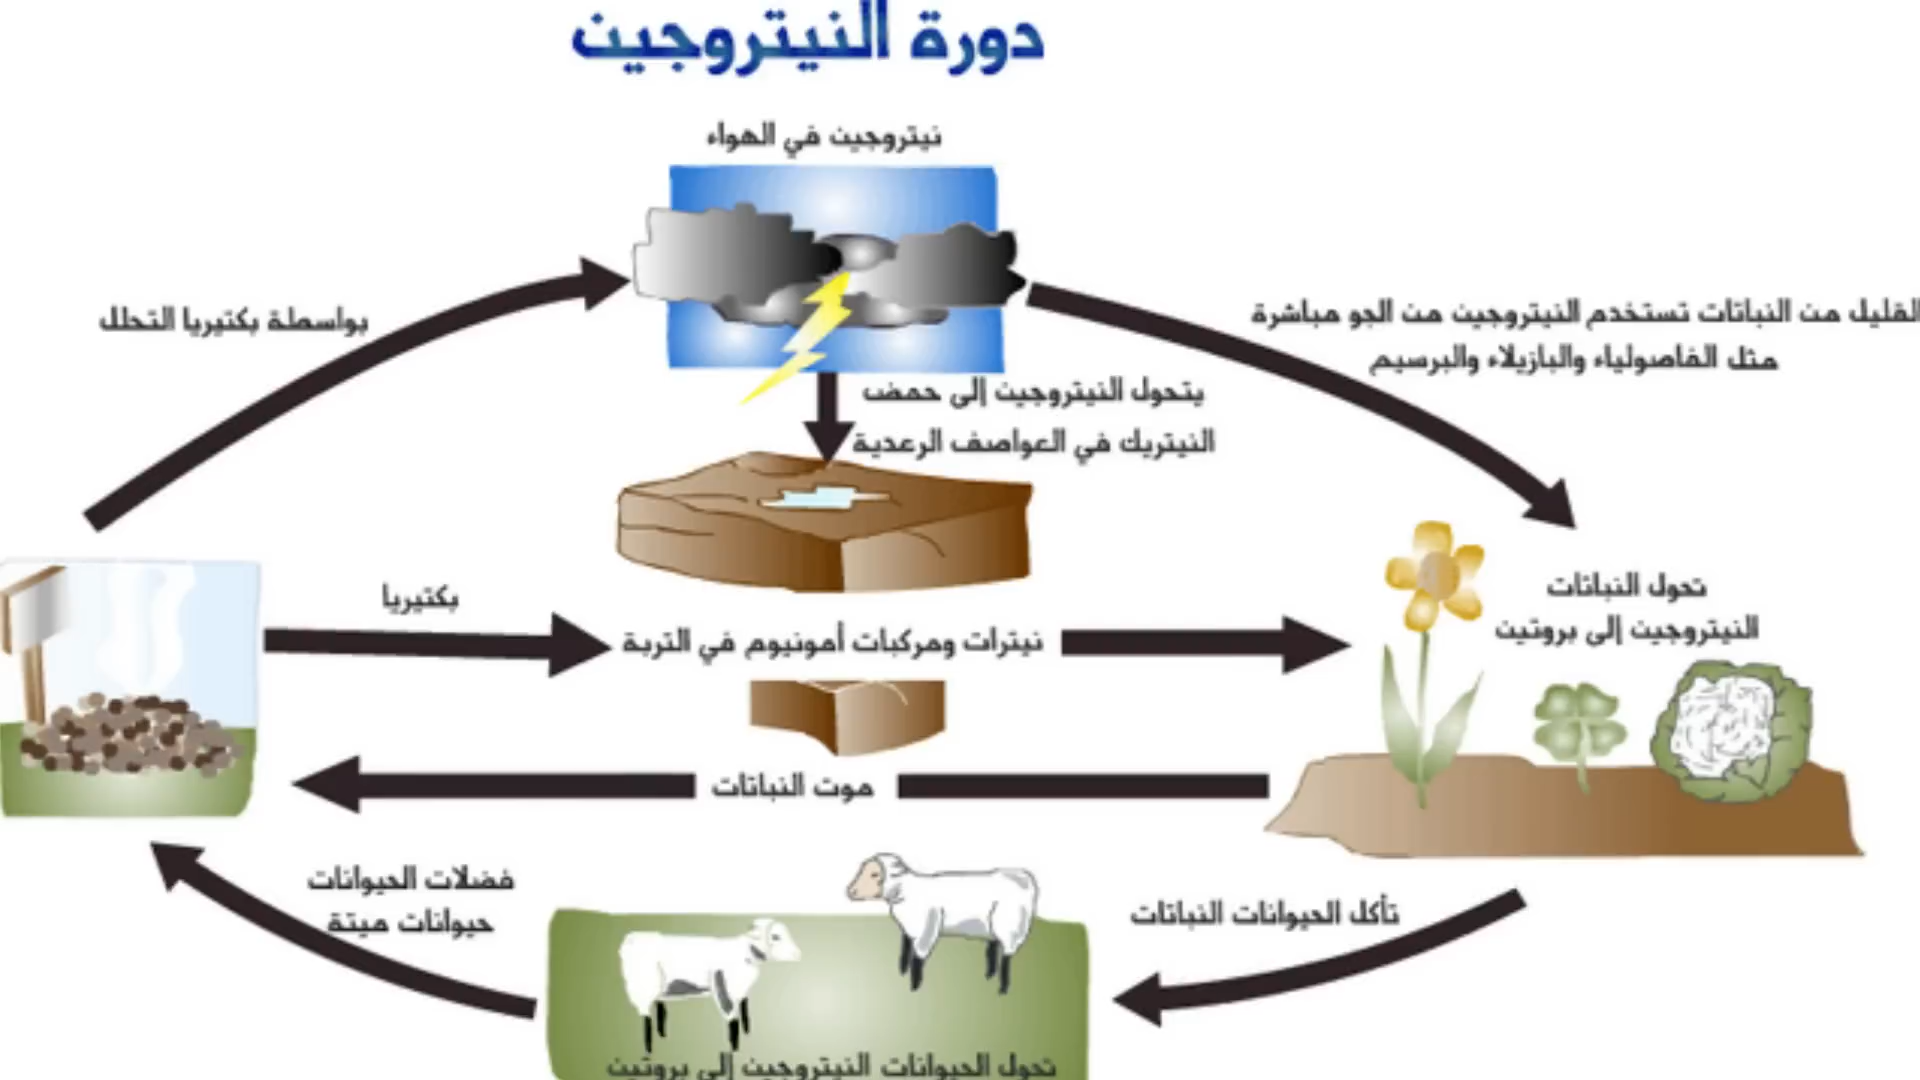 دورة النيتروجين
نيتروجين في الهواء
القليل من النباتات تستخدم النيتروجين من الجو مباشرة
مثل الفاصولياء والبازيلاء والبرسيم
بواسطة بكتيريا التحلل
يتحول النيتروجين إلى حمض
النيتريك في العواصف الرعدية
تحول النباتات
النيتروجين إلى بروتين
بكتيريا
نيترات ومركبات أمونيوم في التربة
موت النباتات
فضلات الحيوانات
حيوانات ميتة
تأكل الحيوانات النباتات
تحول الحيوانات النيتروجين إلى بروتين